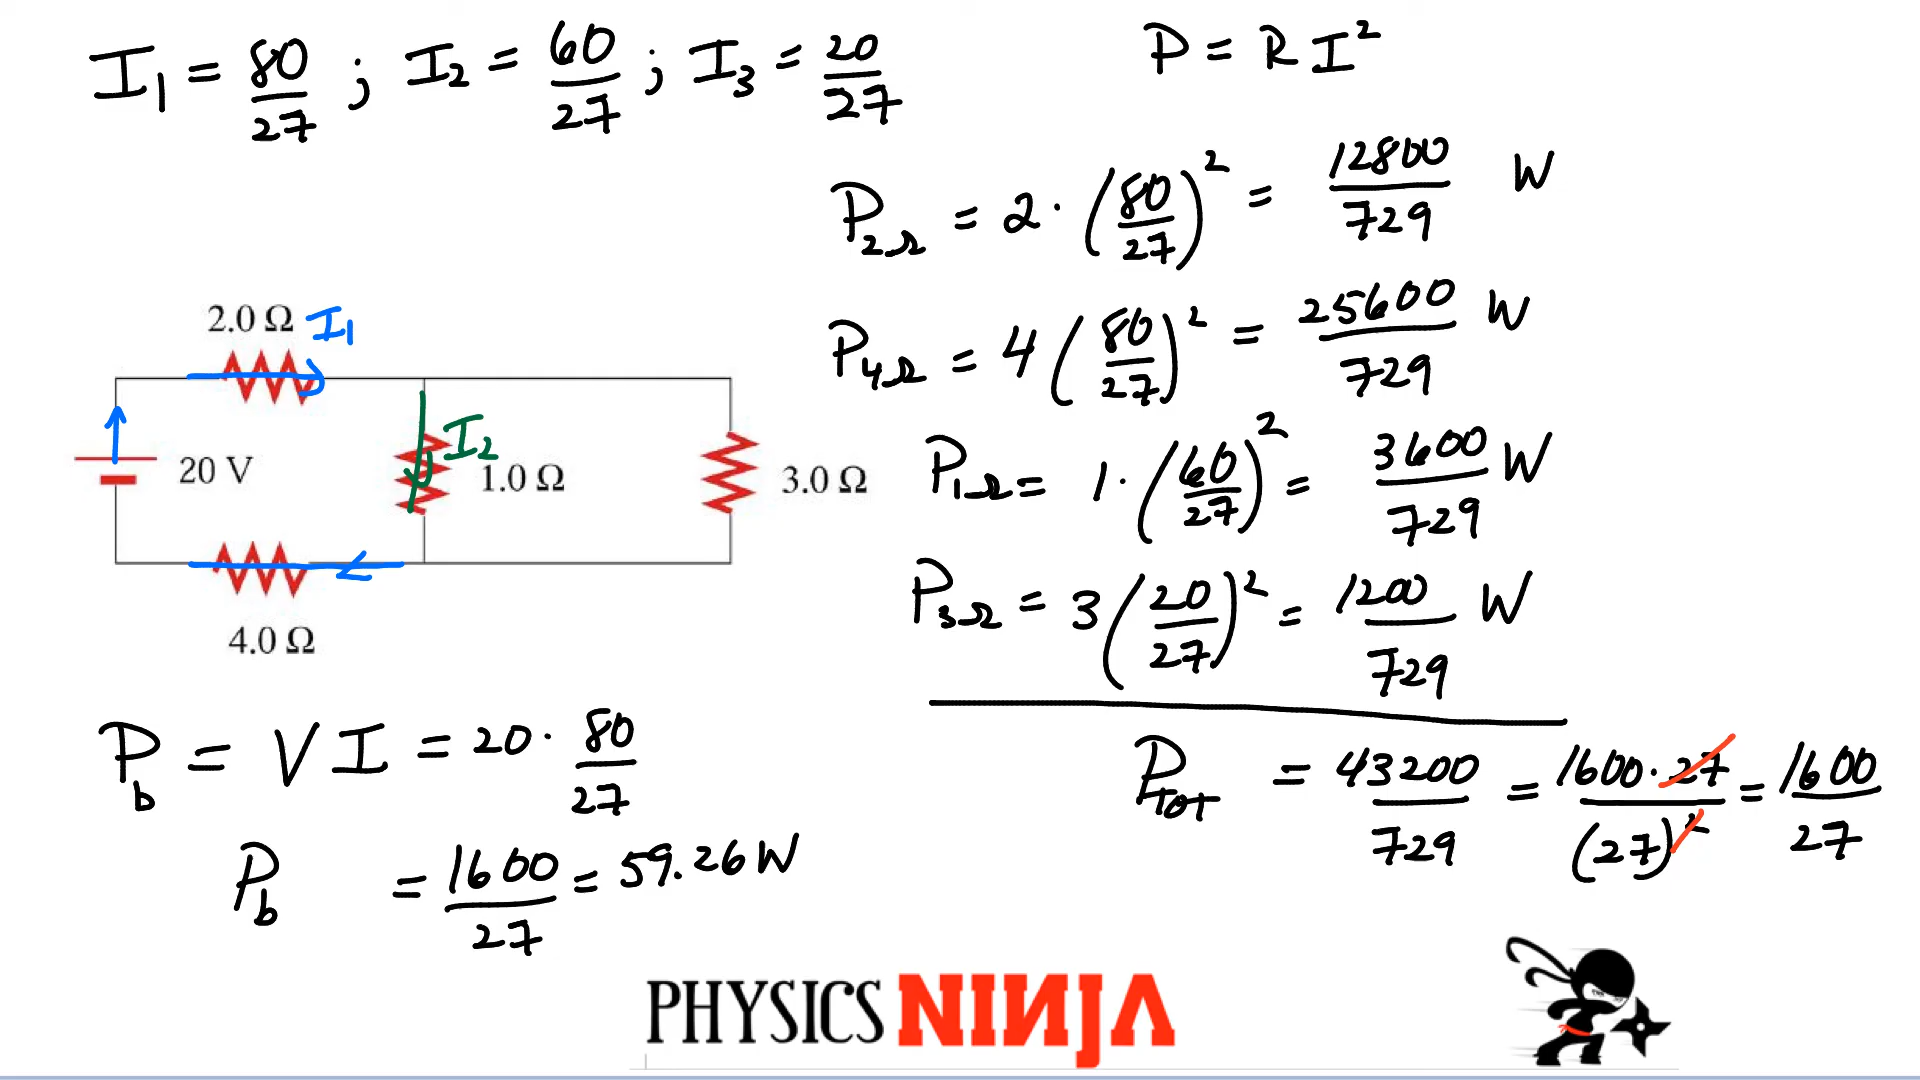 I₁ = 80/27 ; I₂ = 60/27 ; I₃ = 20/27
P = R I²
P₂Ω = 2 · (80/27)² = 12800/729 W
P₄Ω = 4 (80/27)² = 25600/729 W
P₁Ω = 1 · (60/27)² = 3600/729 W
P₃Ω = 3 (20/27)² = 1200/729 W
P_TOT = 43200/729 = 1600·27/(27)² = 1600/27
2.0 Ω I₁
20 V
I₂
1.0 Ω
3.0 Ω
4.0 Ω
P_b = V I = 20 · 80/27
P_b = 1600/27 = 59.26 W
PHYSICS NINJA